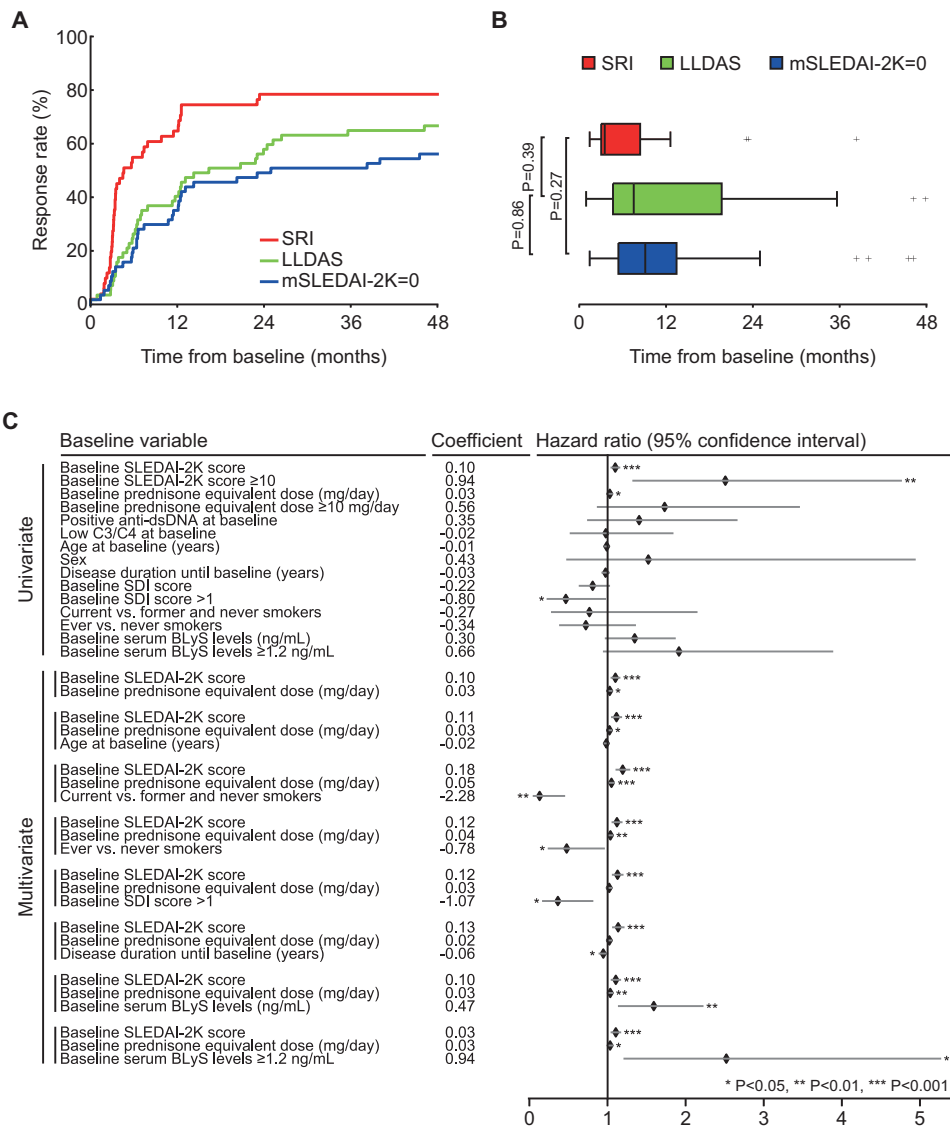 A
B
100
80
60
40
20
0
Response rate (%)
SRI
LLDAS
mSLEDAI-2K=0
0 12 24 36 48
Time from baseline (months)
SRI LLDAS mSLEDAI-2K=0
P=0.39
P=0.27
P=0.86
0 12 24 36 48
Time from baseline (months)
C
Baseline variable Coefficient Hazard ratio (95% confidence interval)
Univariate
Baseline SLEDAI-2K score 0.10 ***
Baseline SLEDAI-2K score ≥10 0.94 **
Baseline prednisone equivalent dose (mg/day) 0.03 *
Baseline prednisone equivalent dose ≥10 mg/day 0.56
Positive anti-dsDNA at baseline 0.35
Low C3/C4 at baseline -0.02
Age at baseline (years) -0.01
Sex 0.43
Disease duration until baseline (years) -0.03
Baseline SDI score -0.22
Baseline SDI score >1 -0.80 *
Current vs. former and never smokers -0.27
Ever vs. never smokers -0.34
Baseline serum BLyS levels (ng/mL) 0.30
Baseline serum BLyS levels ≥1.2 ng/mL 0.66
Multivariate
Baseline SLEDAI-2K score 0.10 ***
Baseline prednisone equivalent dose (mg/day) 0.03 *
Baseline SLEDAI-2K score 0.11 ***
Baseline prednisone equivalent dose (mg/day) 0.03 *
Age at baseline (years) -0.02
Baseline SLEDAI-2K score 0.18 ***
Baseline prednisone equivalent dose (mg/day) 0.05 ***
Current vs. former and never smokers -2.28 **
Baseline SLEDAI-2K score 0.12 ***
Baseline prednisone equivalent dose (mg/day) 0.04 **
Ever vs. never smokers -0.78 *
Baseline SLEDAI-2K score 0.12 ***
Baseline prednisone equivalent dose (mg/day) 0.03
Baseline SDI score >1 -1.07 *
Baseline SLEDAI-2K score 0.13 ***
Baseline prednisone equivalent dose (mg/day) 0.02
Disease duration until baseline (years) -0.06 *
Baseline SLEDAI-2K score 0.10 ***
Baseline prednisone equivalent dose (mg/day) 0.03 **
Baseline serum BLyS levels (ng/mL) 0.47 **
Baseline SLEDAI-2K score 0.03 ***
Baseline prednisone equivalent dose (mg/day) 0.03 *
Baseline serum BLyS levels ≥1.2 ng/mL 0.94 *
* P<0.05, ** P<0.01, *** P<0.001
0 1 2 3 4 5